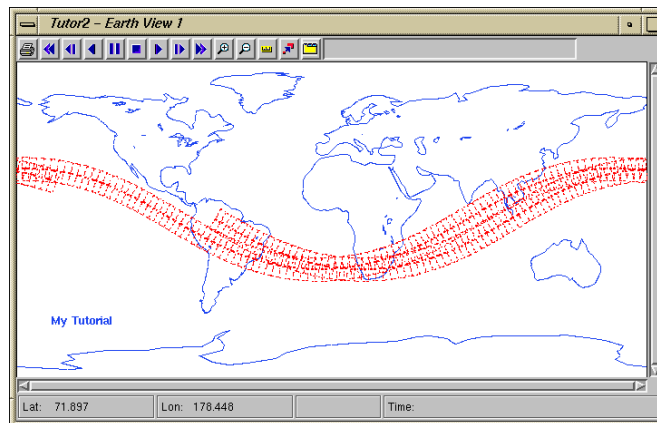 Tutor2 – Earth View 1
My Tutorial
Lat: 71.897
Lon: 178.448
Time: